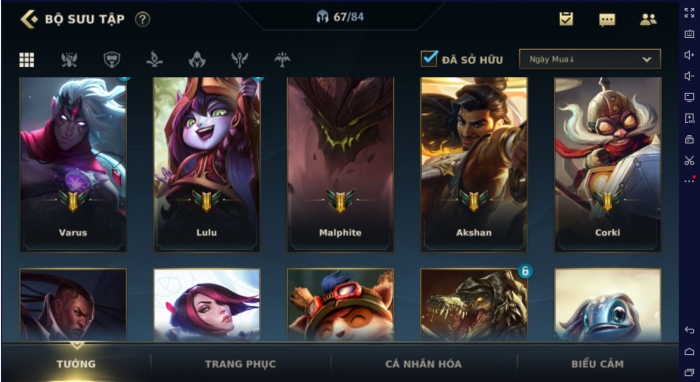 BỘ SƯU TẬP ?
67/84
ĐÃ SỞ HỮU
Ngày Mua↓
Varus
Lulu
Malphite
Akshan
Corki
6
TƯỚNG
TRANG PHỤC
CÁ NHÂN HÓA
BIỂU CẢM